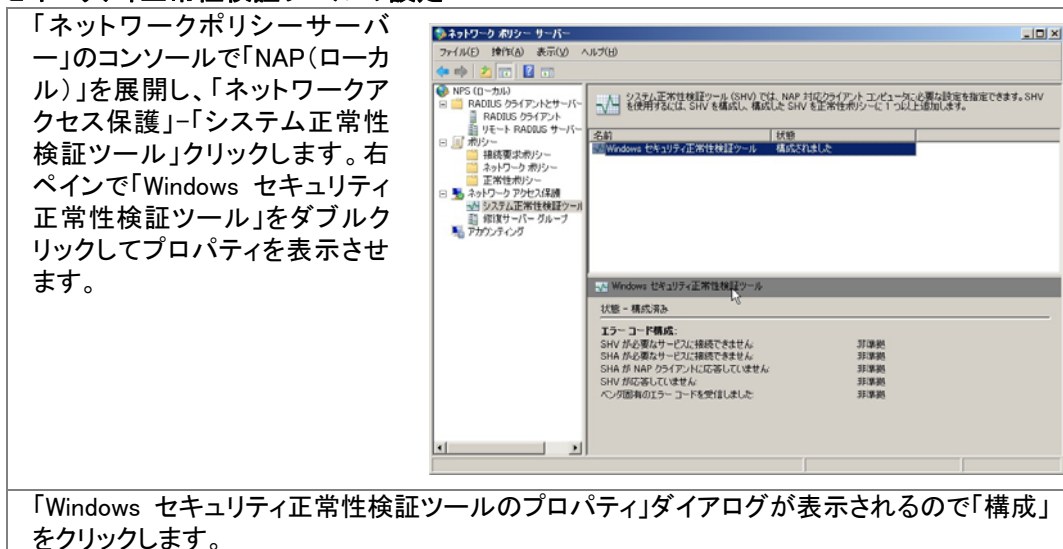 「ネットワークポリシーサーバ
ー」のコンソールで「NAP(ローカ
ル)」を展開し、「ネットワークア
クセス保護」-「システム正常性
検証ツール」クリックします。右
ペインで「Windows セキュリティ
正常性検証ツール」をダブルク
リックしてプロパティを表示させ
ます。
ネットワーク ポリシー サーバー
ファイル(F) 操作(A) 表示(V) ヘルプ(H)
NPS (ローカル)
RADIUS クライアントとサーバー
RADIUS クライアント
リモート RADIUS サーバー
ポリシー
接続要求ポリシー
ネットワーク ポリシー
正常性ポリシー
ネットワーク アクセス保護
システム正常性検証ツール
修復サーバー グループ
アカウンティング
システム正常性検証ツール (SHV) では、NAP 対応クライアント コンピュータに必要な設定を指定できます。SHV
を使用するには、SHV を構成し、構成した SHV を正常性ポリシーに 1 つ以上追加します。
名前 状態
Windows セキュリティ正常性検証ツール 構成されました
Windows セキュリティ正常性検証ツール
状態 - 構成済み
エラー コード構成:
SHV が必要なサービスに接続できません 非準拠
SHA が必要なサービスに接続できません 非準拠
SHA が NAP クライアントに応答していません 非準拠
SHV が応答していません 非準拠
ベンダ固有のエラー コードを受信しました 非準拠
「Windows セキュリティ正常性検証ツールのプロパティ」ダイアログが表示されるので「構成」
をクリックします。